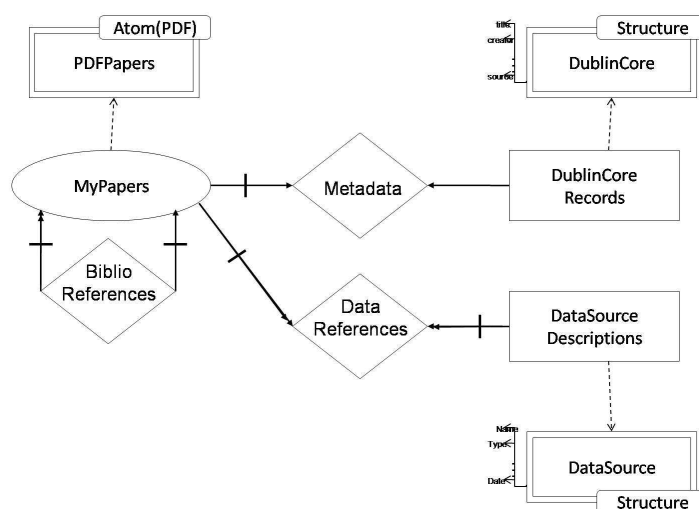 Atom(PDF)
PDFPapers
title
creator
source
Structure
DublinCore
MyPapers
Metadada
DublinCore
Records
Biblio
References
Data
References
DataSource
Descriptions
Name
Type
Date
DataSource
Structure